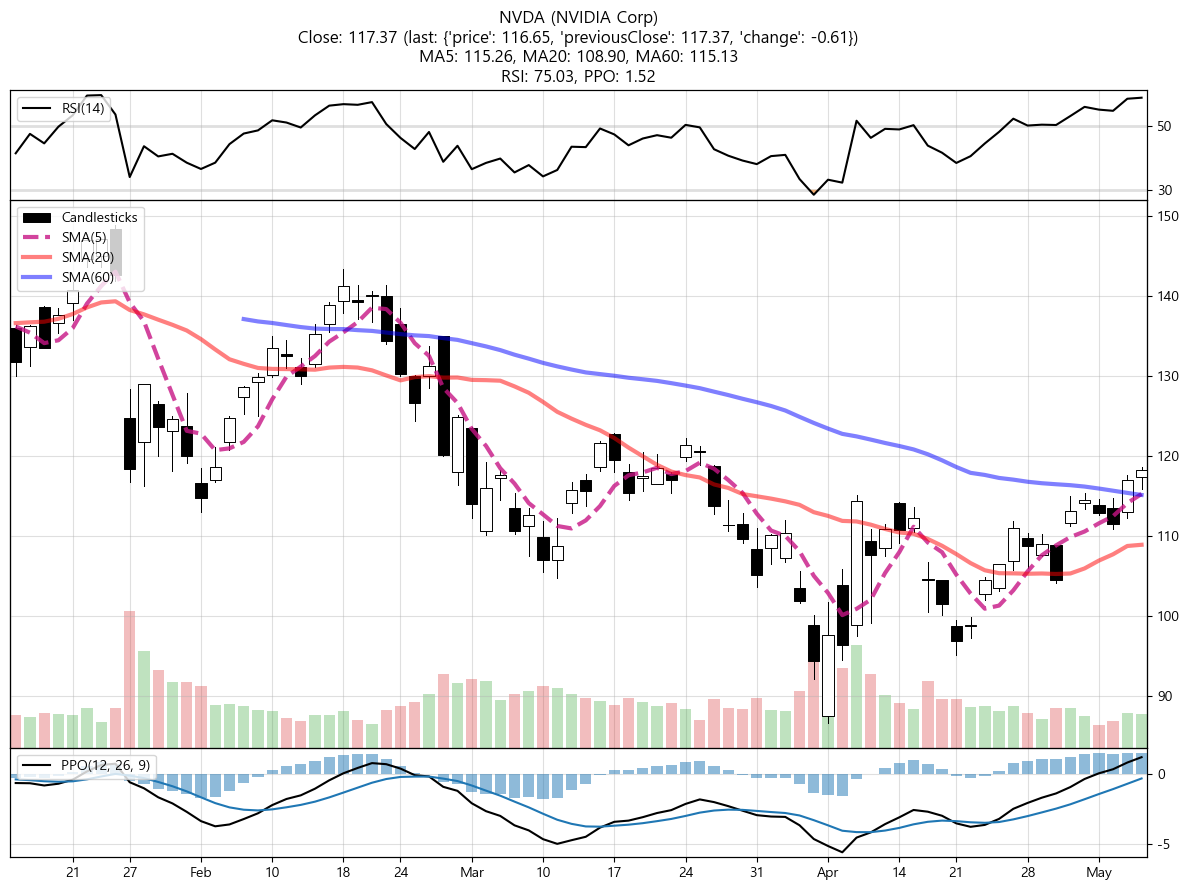 NVDA (NVIDIA Corp)
Close: 117.37 (last: {'price': 116.65, 'previousClose': 117.37, 'change': -0.61})
MA5: 115.26, MA20: 108.90, MA60: 115.13
RSI: 75.03, PPO: 1.52
RSI(14)
50
30
Candlesticks
SMA(5)
SMA(20)
SMA(60)
150
140
130
120
110
100
90
PPO(12, 26, 9)
0
-5
21 27 Feb 10 18 24 Mar 10 17 24 31 Apr 14 21 28 May